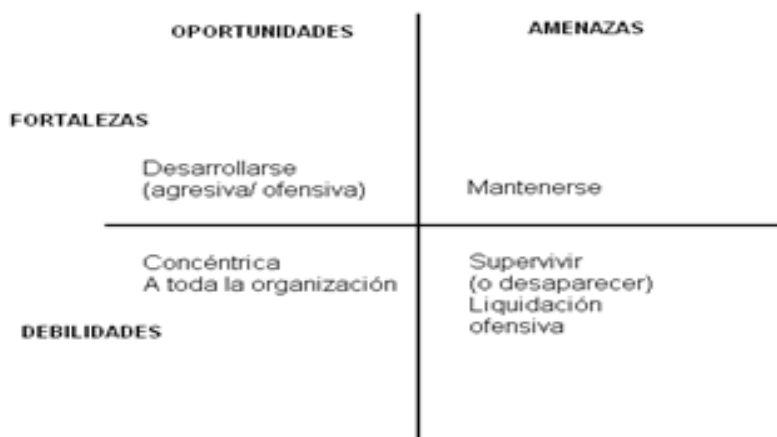 OPORTUNIDADES
AMENAZAS
FORTALEZAS
Desarrollarse
(agresiva/ ofensiva)
Mantenerse
Concéntrica
A toda la organización
Supervivir
(o desaparecer)
Liquidación
ofensiva
DEBILIDADES